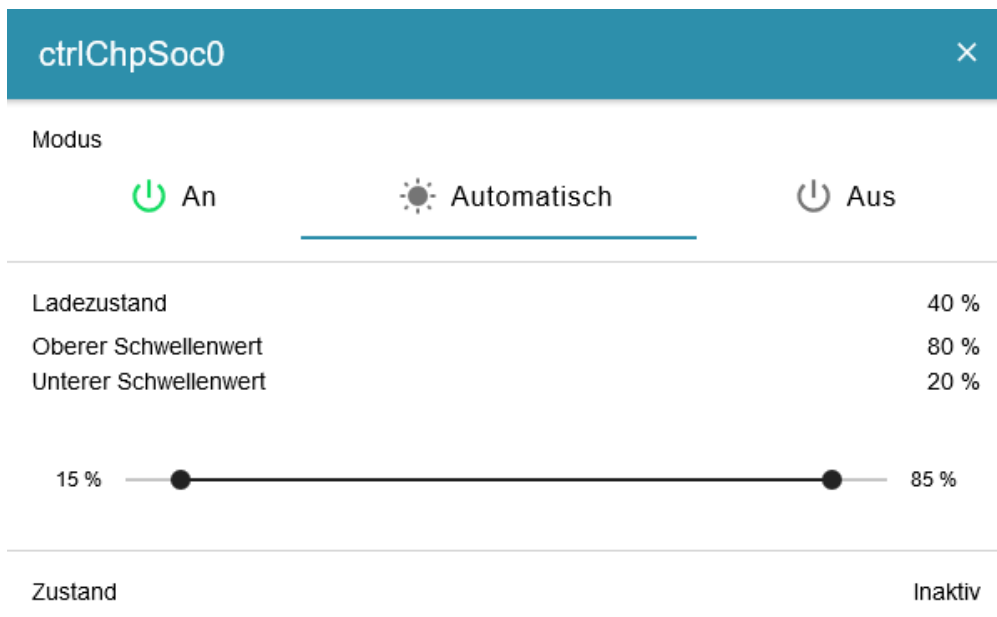 ctrlChpSoc0 ×
Modus
An Automatisch Aus
Ladezustand 40 %
Oberer Schwellenwert 80 %
Unterer Schwellenwert 20 %
15 % 85 %
Zustand Inaktiv